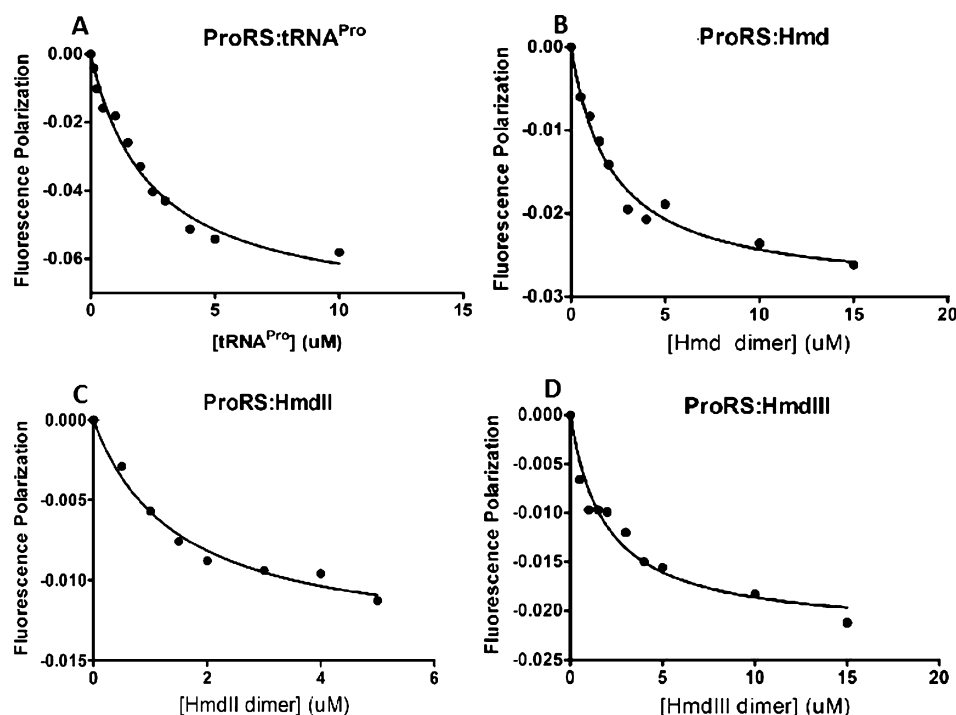 A
ProRS:tRNAPro
0.00
-0.02
-0.04
-0.06
Fluorescence Polarization
0 5 10 15
[tRNAPro] (uM)
B
ProRS:Hmd
0.00
-0.01
-0.02
-0.03
Fluorescence Polarization
0 5 10 15 20
[Hmd dimer] (uM)
C
ProRS:HmdII
0.000
-0.005
-0.010
-0.015
Fluorescence Polarization
0 2 4 6
[HmdII dimer] (uM)
D
ProRS:HmdIII
0.000
-0.005
-0.010
-0.015
-0.020
-0.025
Fluorescence Polarization
0 5 10 15 20
[HmdIII dimer] (uM)